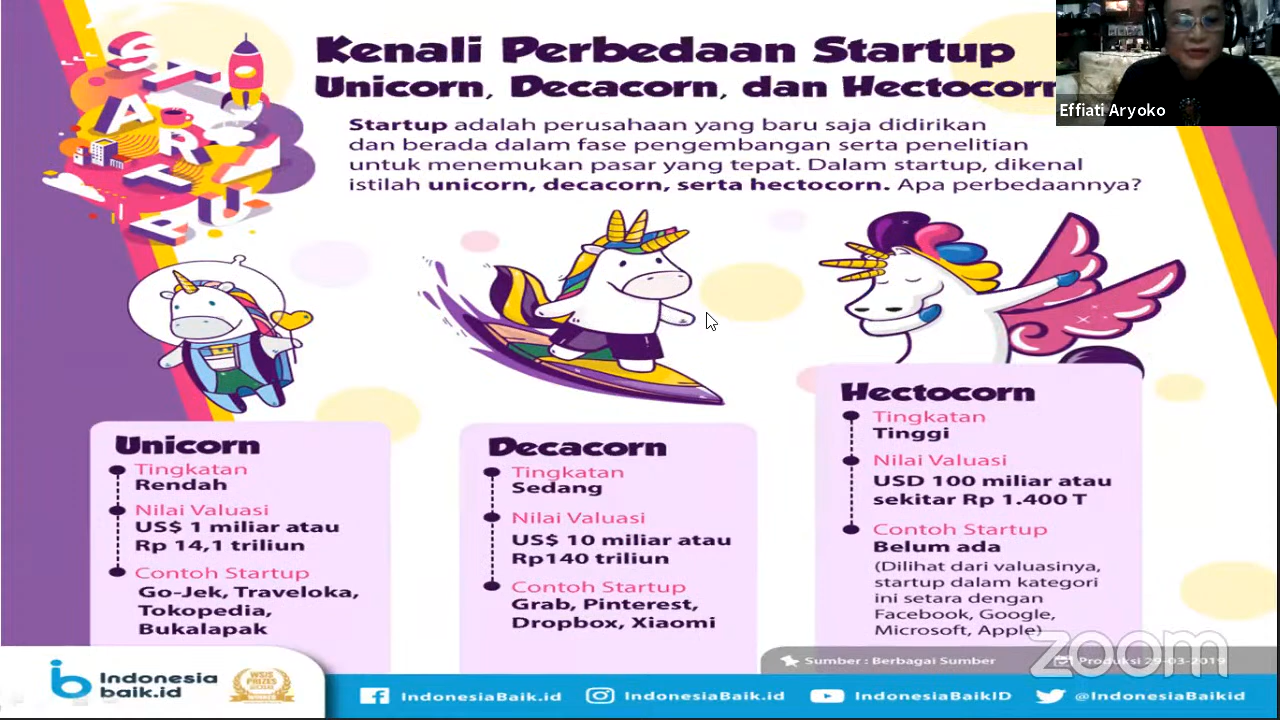 START
UP
Kenali Perbedaan Startup
Unicorn, Decacorn, dan Hectocorn
Effiati Aryoko
Startup adalah perusahaan yang baru saja didirikan
dan berada dalam fase pengembangan serta penelitian
untuk menemukan pasar yang tepat. Dalam startup, dikenal
istilah unicorn, decacorn, serta hectocorn. Apa perbedaannya?
Unicorn
Tingkatan
Rendah
Nilai Valuasi
US$ 1 miliar atau
Rp 14,1 triliun
Contoh Startup
Go-Jek, Traveloka,
Tokopedia,
Bukalapak
Decacorn
Tingkatan
Sedang
Nilai Valuasi
US$ 10 miliar atau
Rp140 triliun
Contoh Startup
Grab, Pinterest,
Dropbox, Xiaomi
Hectocorn
Tingkatan
Tinggi
Nilai Valuasi
USD 100 miliar atau
sekitar Rp 1.400 T
Contoh Startup
Belum ada
(Dilihat dari valuasinya,
startup dalam kategori
ini setara dengan
Facebook, Google,
Microsoft, Apple)
zoom
Sumber : Berbagai Sumber
Produksi 29-03-2019
Indonesia
baik.id
IndonesiaBaik.id
IndonesiaBaik.id
IndonesiaBaikID
@IndonesiaBaikid